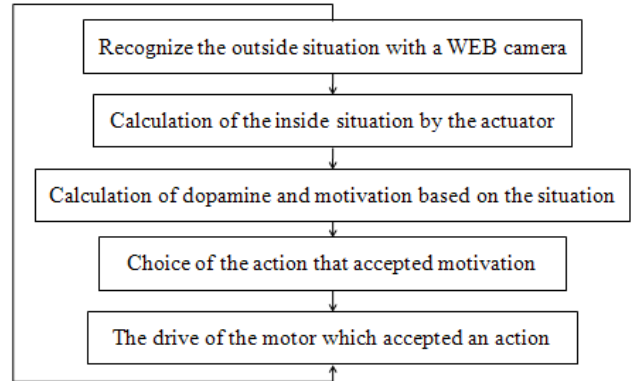 Recognize the outside situation with a WEB camera
Calculation of the inside situation by the actuator
Calculation of dopamine and motivation based on the situation
Choice of the action that accepted motivation
The drive of the motor which accepted an action